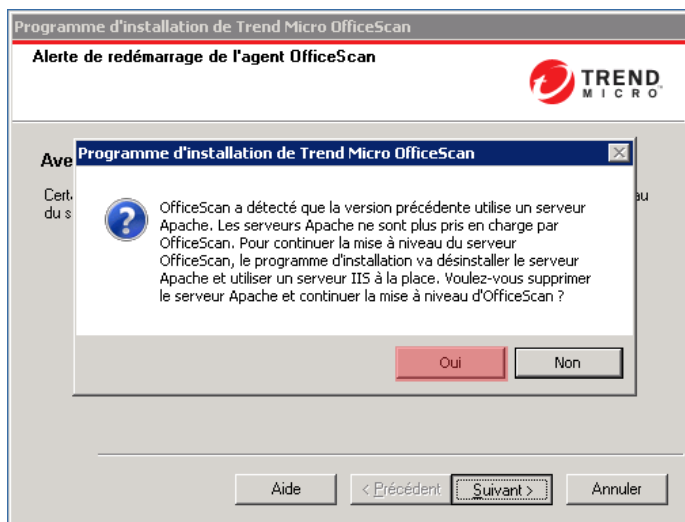 Programme d'installation de Trend Micro OfficeScan
Alerte de redémarrage de l'agent OfficeScan
TREND
MICRO
Programme d'installation de Trend Micro OfficeScan
OfficeScan a détecté que la version précédente utilise un serveur
Apache. Les serveurs Apache ne sont plus pris en charge par
OfficeScan. Pour continuer la mise à niveau du serveur
OfficeScan, le programme d'installation va désinstaller le serveur
Apache et utiliser un serveur IIS à la place. Voulez-vous supprimer
le serveur Apache et continuer la mise à niveau d'OfficeScan ?
Oui Non
Aide < Précédent Suivant > Annuler